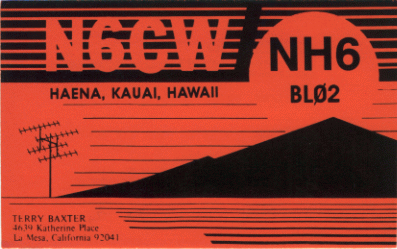 N6CW/NH6
HAENA, KAUAI, HAWAII
BLØ2
TERRY BAXTER
4639 Katherine Place
La Mesa, California 92041